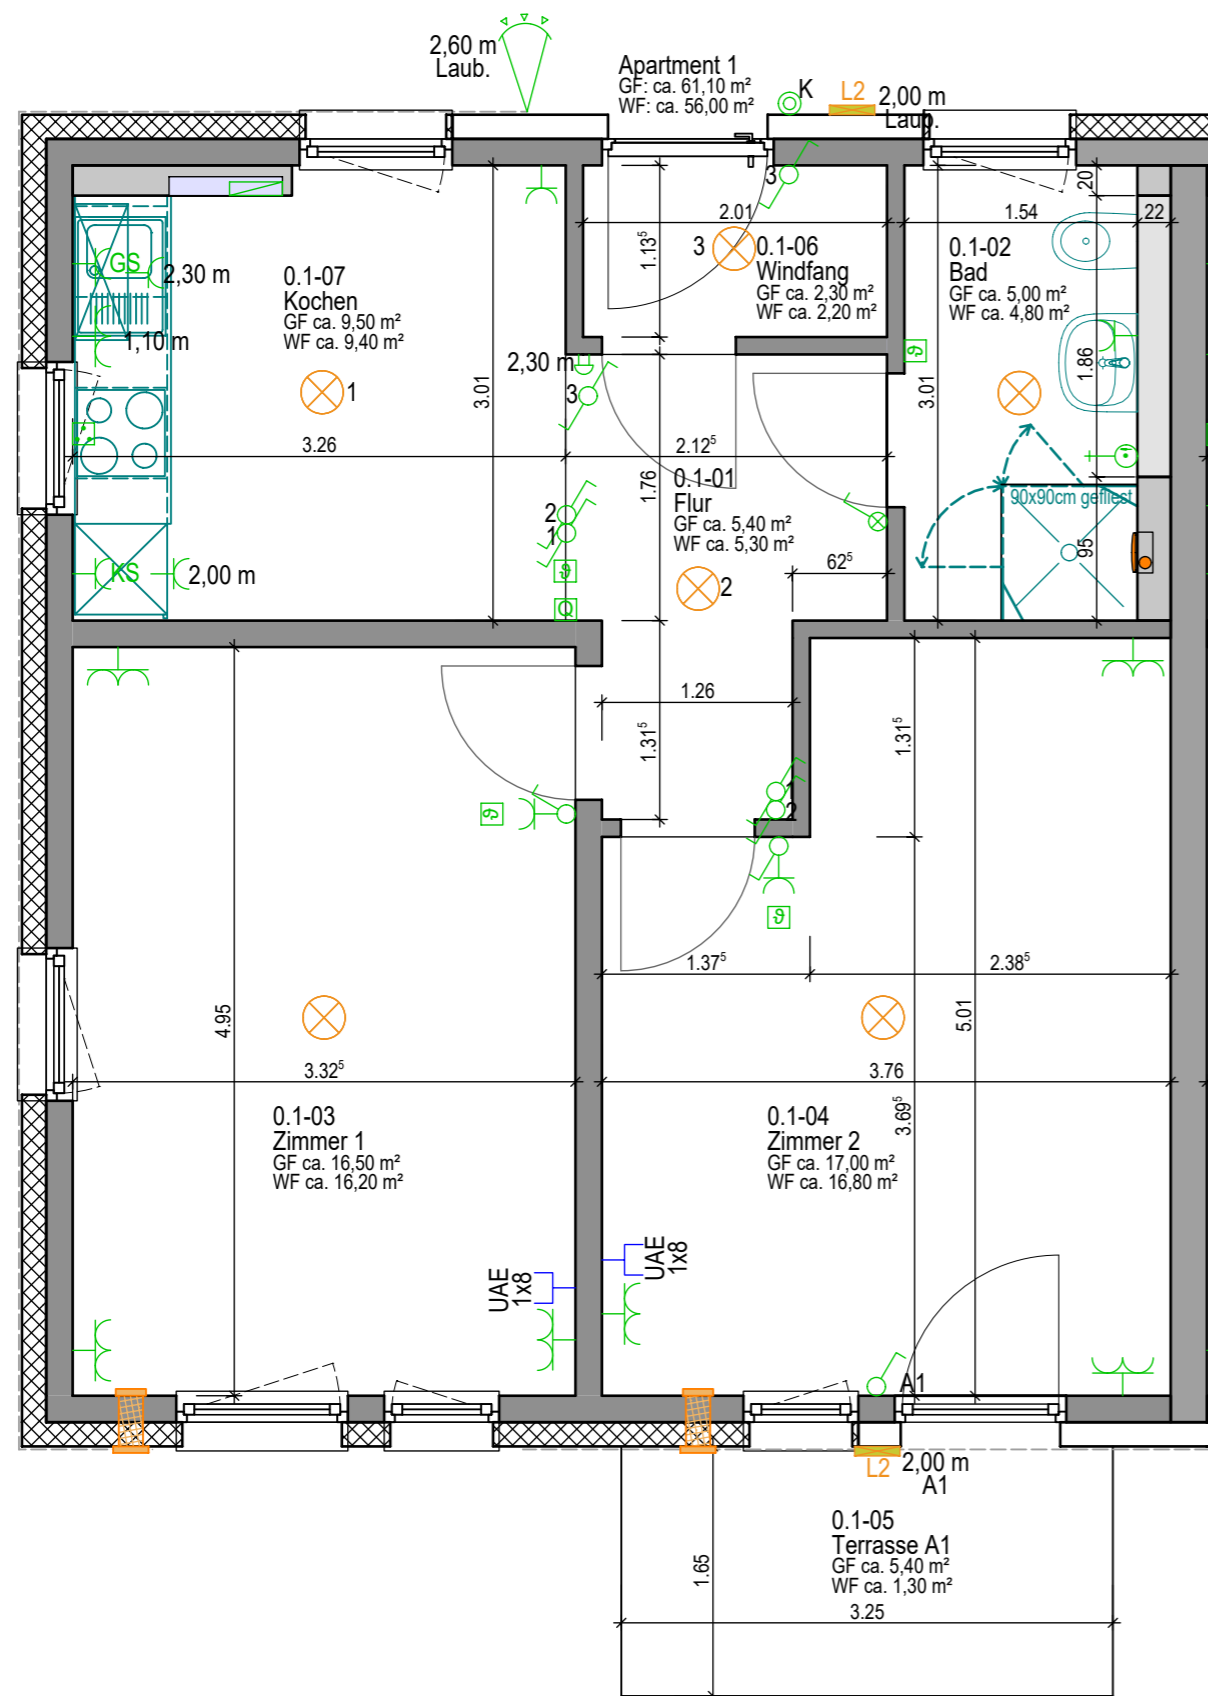 2,60 m
Laub.
Apartment 1
GF: ca. 61,10 m²
WF: ca. 56,00 m²
K
L2
2,00 m
Laub.
3
2.01
1.13⁵
3
0.1-06
Windfang
GF ca. 2,30 m²
WF ca. 2,20 m²
1.54
22
20
0.1-02
Bad
GF ca. 5,00 m²
WF ca. 4,80 m²
GS
2,30 m
1,10 m
0.1-07
Kochen
GF ca. 9,50 m²
WF ca. 9,40 m²
1
3.01
3.26
2,30 m
3
ϑ
3.01
1.86
2.12⁵
1.76
0.1-01
Flur
GF ca. 5,40 m²
WF ca. 5,30 m²
90x90cm gefliest
95
2
1
ϑ
Q
KS
2,00 m
62⁵
2
1.26
1.31⁵
1.31⁵
1
2
ϑ
ϑ
1.37⁵
2.38⁵
4.95
5.01
3.32⁵
3.76
3.69⁵
0.1-03
Zimmer 1
GF ca. 16,50 m²
WF ca. 16,20 m²
0.1-04
Zimmer 2
GF ca. 17,00 m²
WF ca. 16,80 m²
UAE
1x8
UAE
1x8
A1
L2
2,00 m
A1
0.1-05
Terrasse A1
GF ca. 5,40 m²
WF ca. 1,30 m²
1.65
3.25